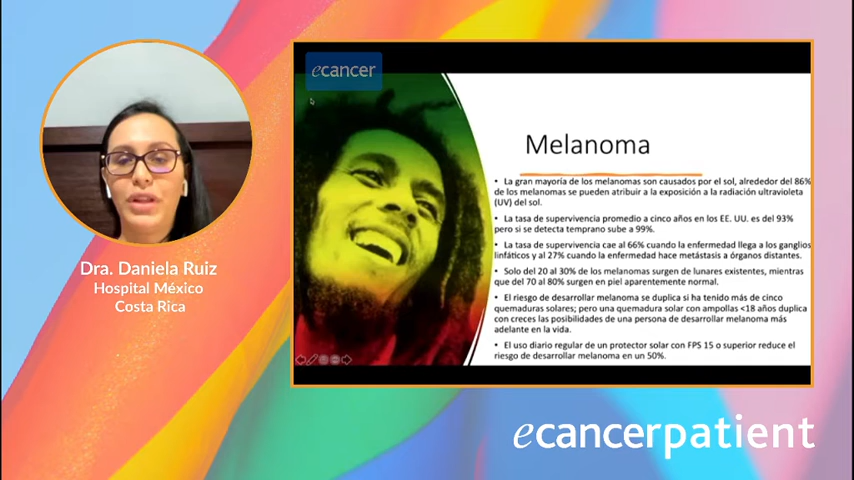 ecancer
Melanoma
• La gran mayoría de los melanomas son causados por el sol, alrededor del 86%
de los melanomas se pueden atribuir a la exposición a la radiación ultravioleta
(UV) del sol.
• La tasa de supervivencia promedio a cinco años en los EE. UU. es del 93%
pero si se detecta temprano sube a 99%.
• La tasa de supervivencia cae al 66% cuando la enfermedad llega a los ganglios
linfáticos y al 27% cuando la enfermedad hace metástasis a órganos distantes.
• Solo del 20 al 30% de los melanomas surgen de lunares existentes, mientras
que del 70 al 80% surgen en piel aparentemente normal.
• El riesgo de desarrollar melanoma se duplica si ha tenido más de cinco
quemaduras solares; pero una quemadura solar con ampollas <18 años duplica
con creces las posibilidades de una persona de desarrollar melanoma más
adelante en la vida.
• El uso diario regular de un protector solar con FPS 15 o superior reduce el
riesgo de desarrollar melanoma en un 50%.
Dra. Daniela Ruiz
Hospital México
Costa Rica
ecancerpatient